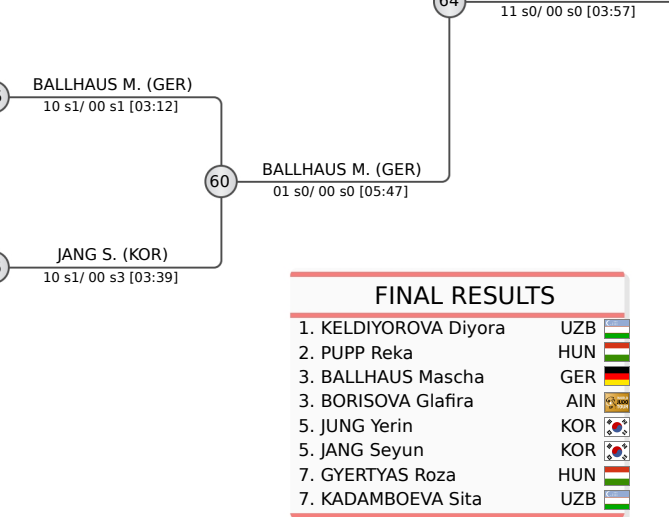 64
11 s0/ 00 s0 [03:57]
BALLHAUS M. (GER)
10 s1/ 00 s1 [03:12]
60
BALLHAUS M. (GER)
01 s0/ 00 s0 [05:47]
JANG S. (KOR)
10 s1/ 00 s3 [03:39]
FINAL RESULTS
1. KELDIYOROVA Diyora UZB
2. PUPP Reka HUN
3. BALLHAUS Mascha GER
3. BORISOVA Glafira AIN
5. JUNG Yerin KOR
5. JANG Seyun KOR
7. GYERTYAS Roza HUN
7. KADAMBOEVA Sita UZB